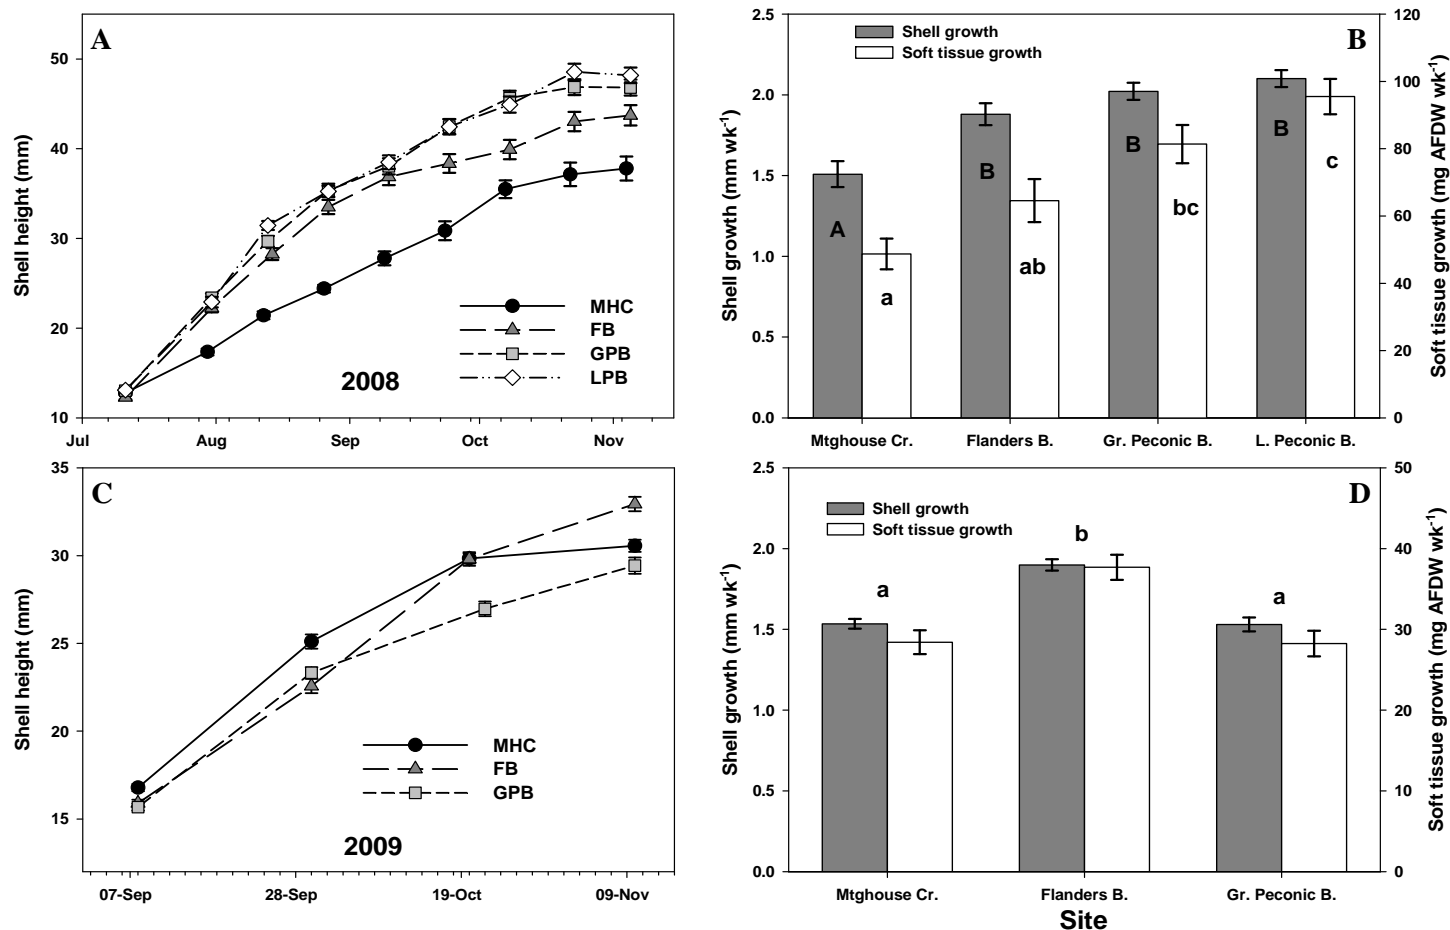 A
Shell height (mm)
50
40
30
20
10
Jul
Aug
Sep
Oct
Nov
MHC
FB
GPB
LPB
2008
B
Shell growth
Soft tissue growth
Shell growth (mm wk-1)
2.5
2.0
1.5
1.0
0.5
0.0
A
a
B
ab
B
bc
B
c
120
100
80
60
40
20
0
Soft tissue growth (mg AFDW wk-1)
Mtghouse Cr.
Flanders B.
Gr. Peconic B.
L. Peconic B.
C
Shell height (mm)
35
30
25
20
15
07-Sep
28-Sep
19-Oct
09-Nov
MHC
FB
GPB
2009
D
Shell growth
Soft tissue growth
Shell growth (mm wk-1)
2.5
2.0
1.5
1.0
0.5
0.0
a
b
a
50
40
30
20
10
0
Soft tissue growth (mg AFDW wk-1)
Mtghouse Cr.
Flanders B.
Gr. Peconic B.
Site